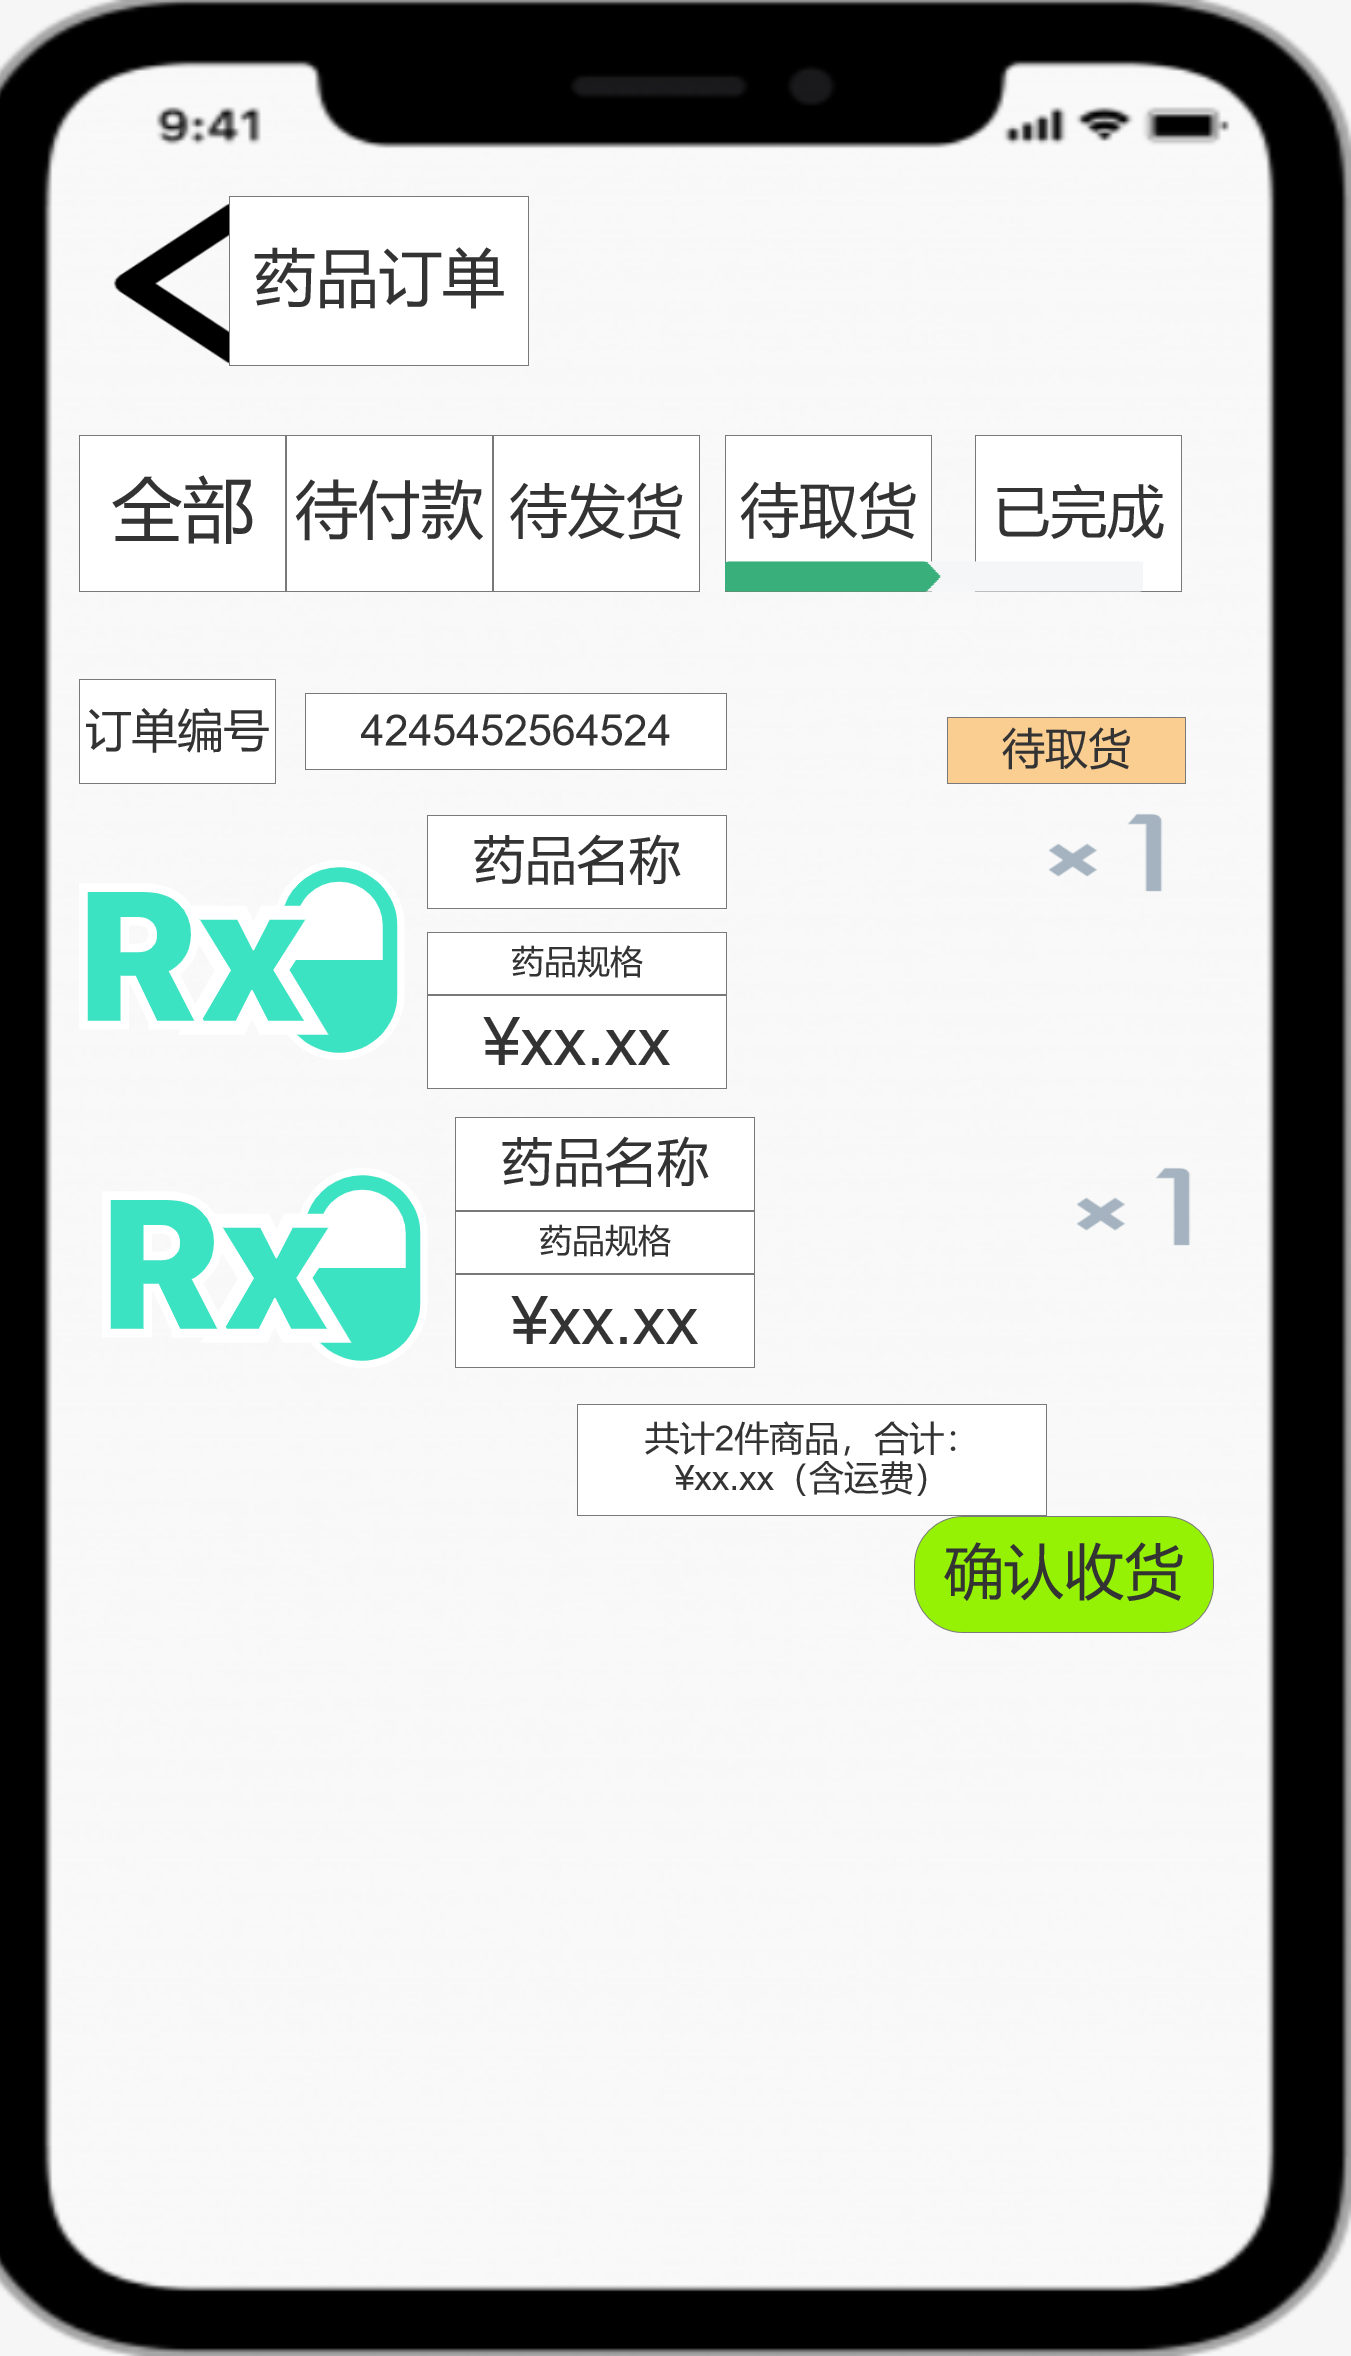 9:41
药品订单
全部 待付款 待发货 待取货 已完成
订单编号 4245452564524 待取货
药品名称 × 1
Rx
药品规格
¥xx.xx
药品名称 × 1
Rx
药品规格
¥xx.xx
共计2件商品，合计：
¥xx.xx（含运费）
确认收货